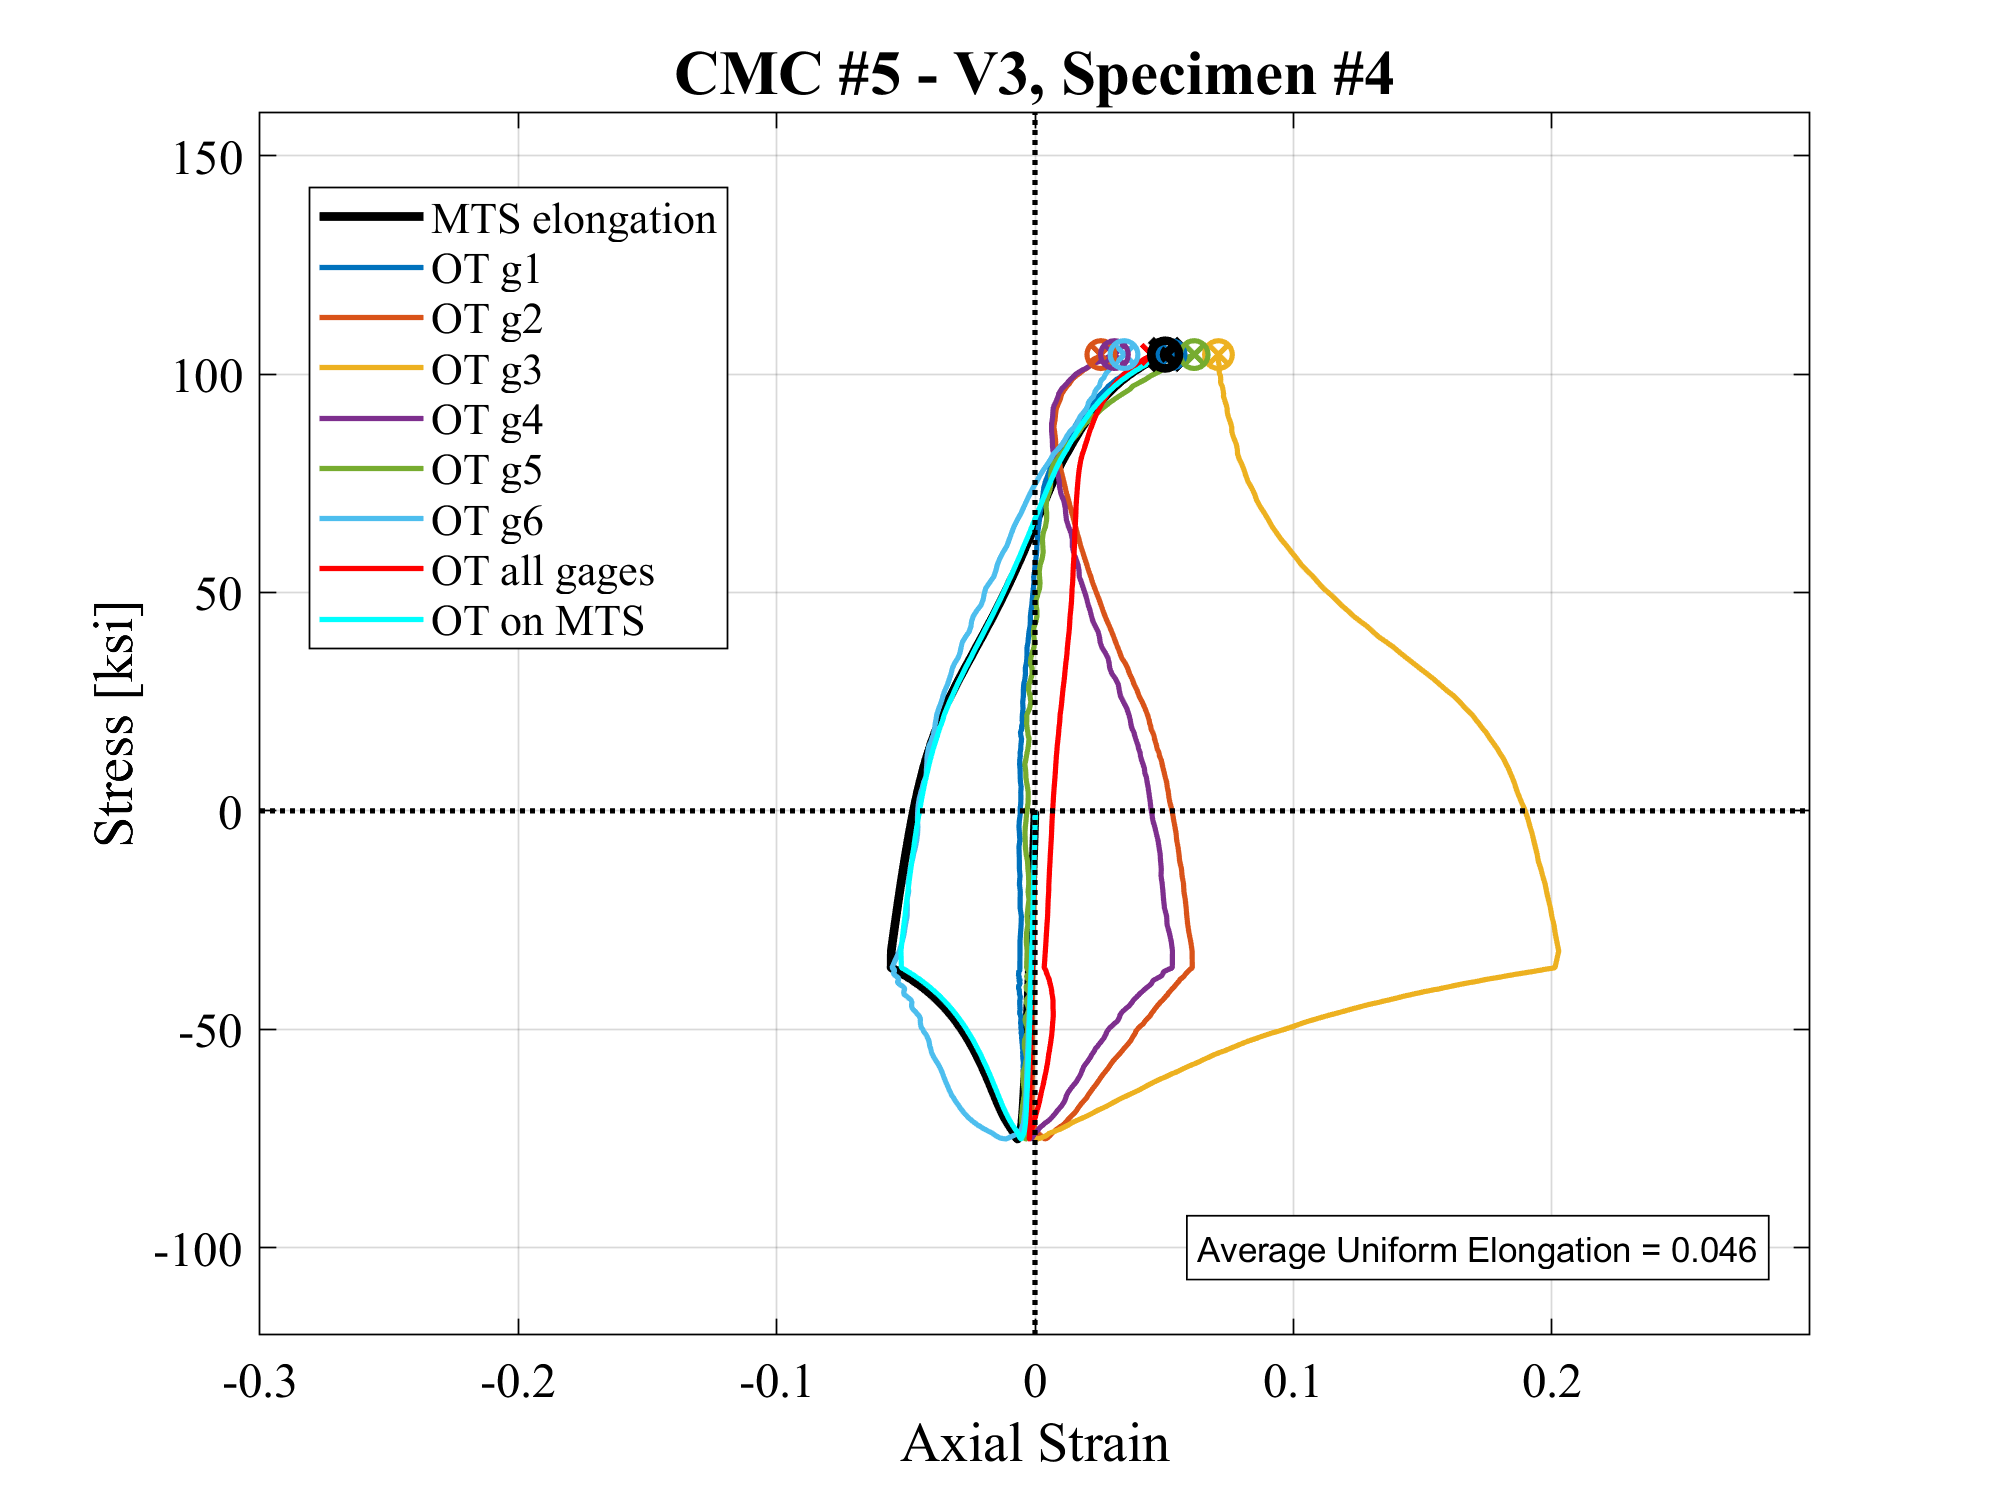 CMC #5 - V3, Specimen #4
150
100
50
0
-50
-100
Stress [ksi]
MTS elongation
OT g1
OT g2
OT g3
OT g4
OT g5
OT g6
OT all gages
OT on MTS
Average Uniform Elongation = 0.046
-0.3 -0.2 -0.1 0 0.1 0.2
Axial Strain